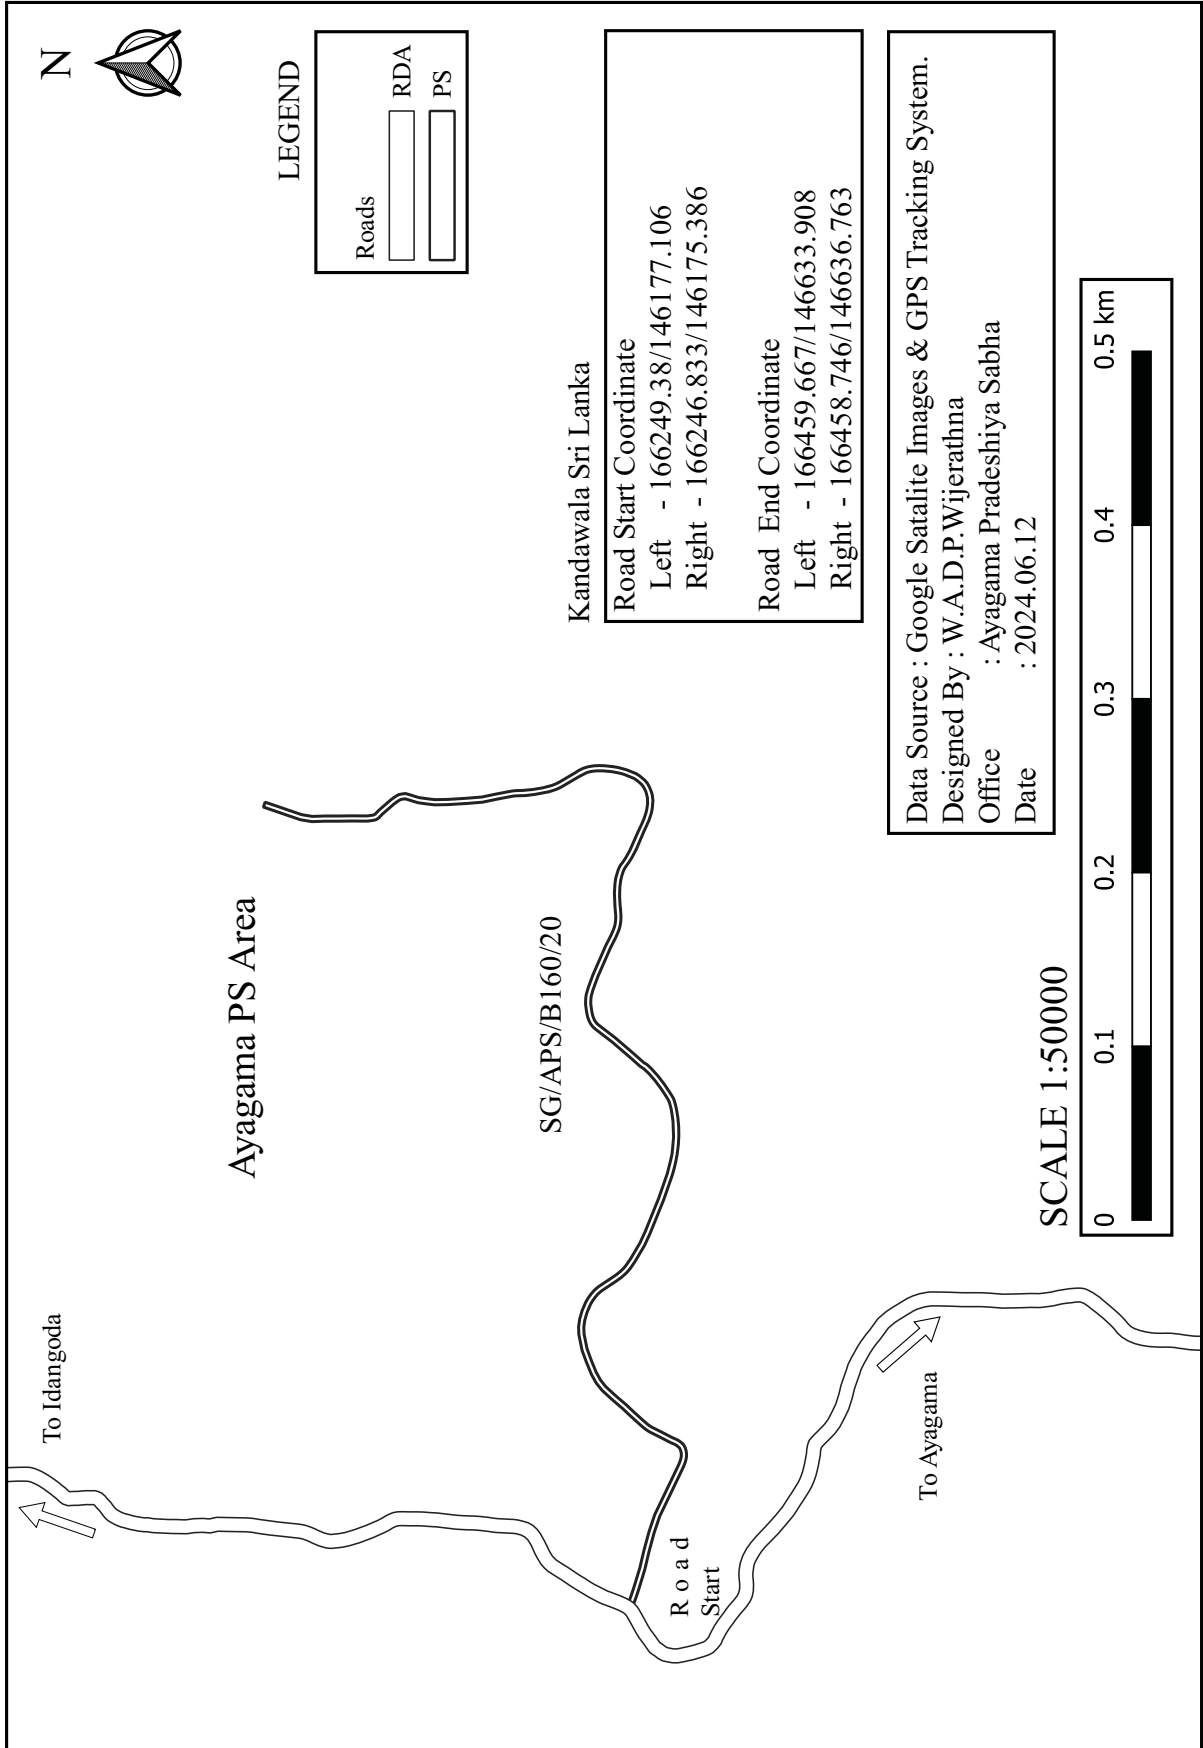 N
LEGEND
Roads
RDA
PS
To Idangoda
Ayagama PS Area
SG/APS/B160/20
Road
Start
To Ayagama
Kandawala Sri Lanka
Road Start Coordinate
Left - 166249.38/146177.106
Right - 166246.833/146175.386
Road End Coordinate
Left - 166459.667/146633.908
Right - 166458.746/146636.763
Data Source : Google Satalite Images & GPS Tracking System.
Designed By : W.A.D.P.Wijerathna
Office : Ayagama Pradeshiya Sabha
Date : 2024.06.12
SCALE 1:50000
0 0.1 0.2 0.3 0.4 0.5 km